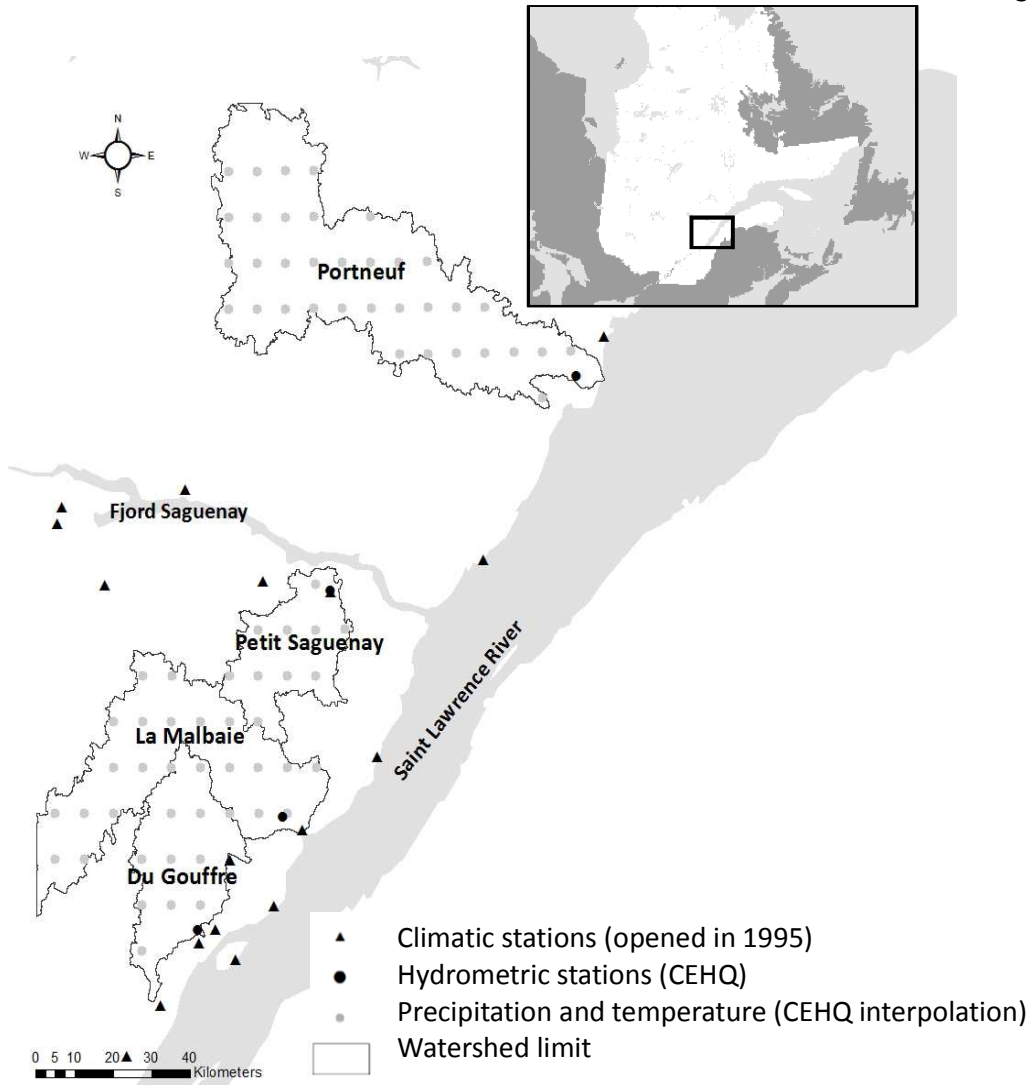 N
W E
S
Portneuf
Fjord Saguenay
Petit Saguenay
La Malbaie
Saint Lawrence River
Du Gouffre
Climatic stations (opened in 1995)
Hydrometric stations (CEHQ)
Precipitation and temperature (CEHQ interpolation)
Watershed limit
0 5 10 20 30 40
Kilometers